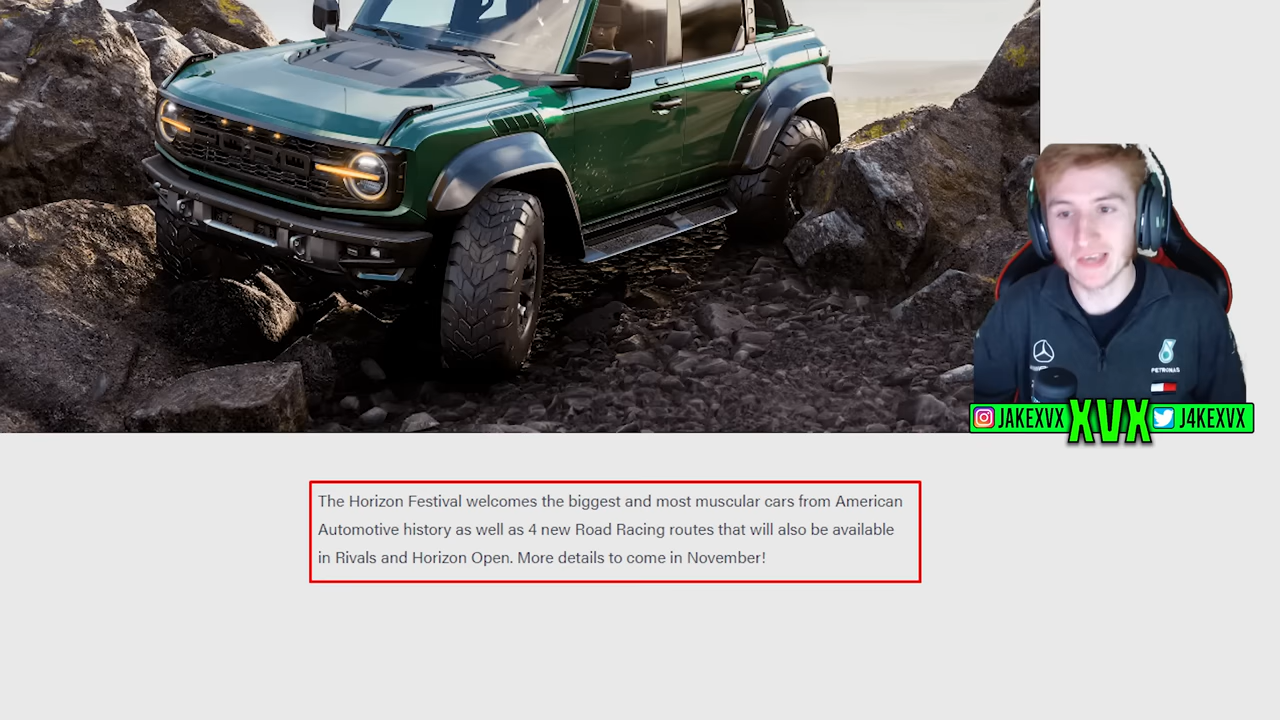 PETRONAS
JAKEXVX XVX J4KEXVX
The Horizon Festival welcomes the biggest and most muscular cars from American
Automotive history as well as 4 new Road Racing routes that will also be available
in Rivals and Horizon Open. More details to come in November!